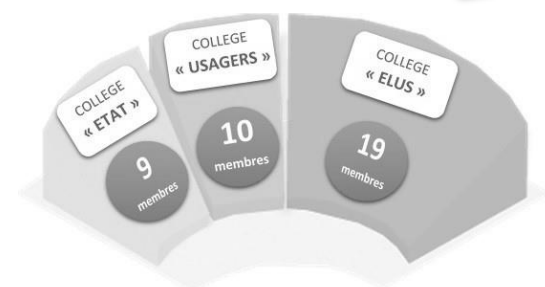 COLLEGE
« ETAT »
9
membres
COLLEGE
« USAGERS »
10
membres
COLLEGE
« ELUS »
19
membres